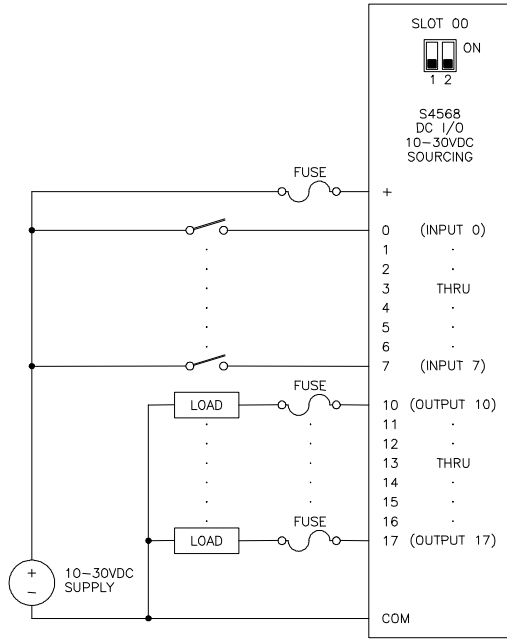 SLOT 00
ON
1 2
S4568
DC I/O
10-30VDC
SOURCING
FUSE
+
0 (INPUT 0)
1
2
3 THRU
4
5
6
7 (INPUT 7)
FUSE
LOAD
10 (OUTPUT 10)
11
12
13 THRU
14
15
16
FUSE
LOAD
17 (OUTPUT 17)
+
-
10-30VDC
SUPPLY
COM